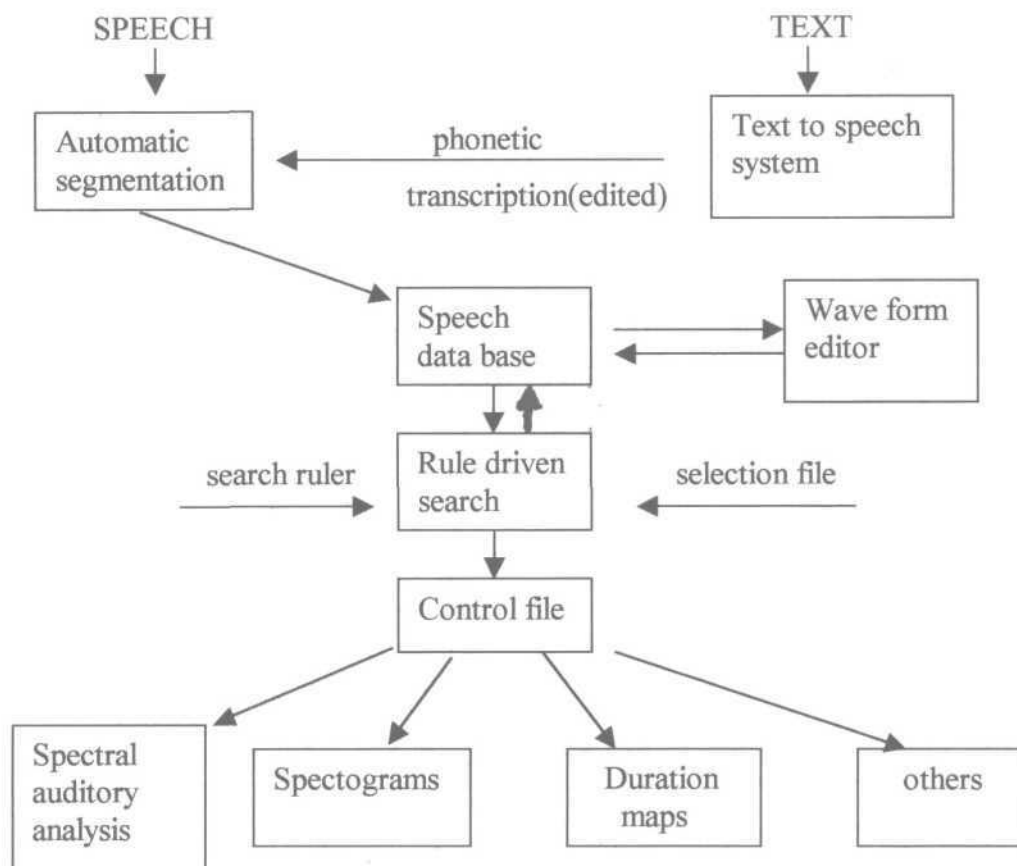 SPEECH
TEXT
Automatic
segmentation
phonetic
transcription(edited)
Text to speech
system
Speech
data base
Wave form
editor
search ruler
Rule driven
search
selection file
Control file
Spectral
auditory
analysis
Spectograms
Duration
maps
others